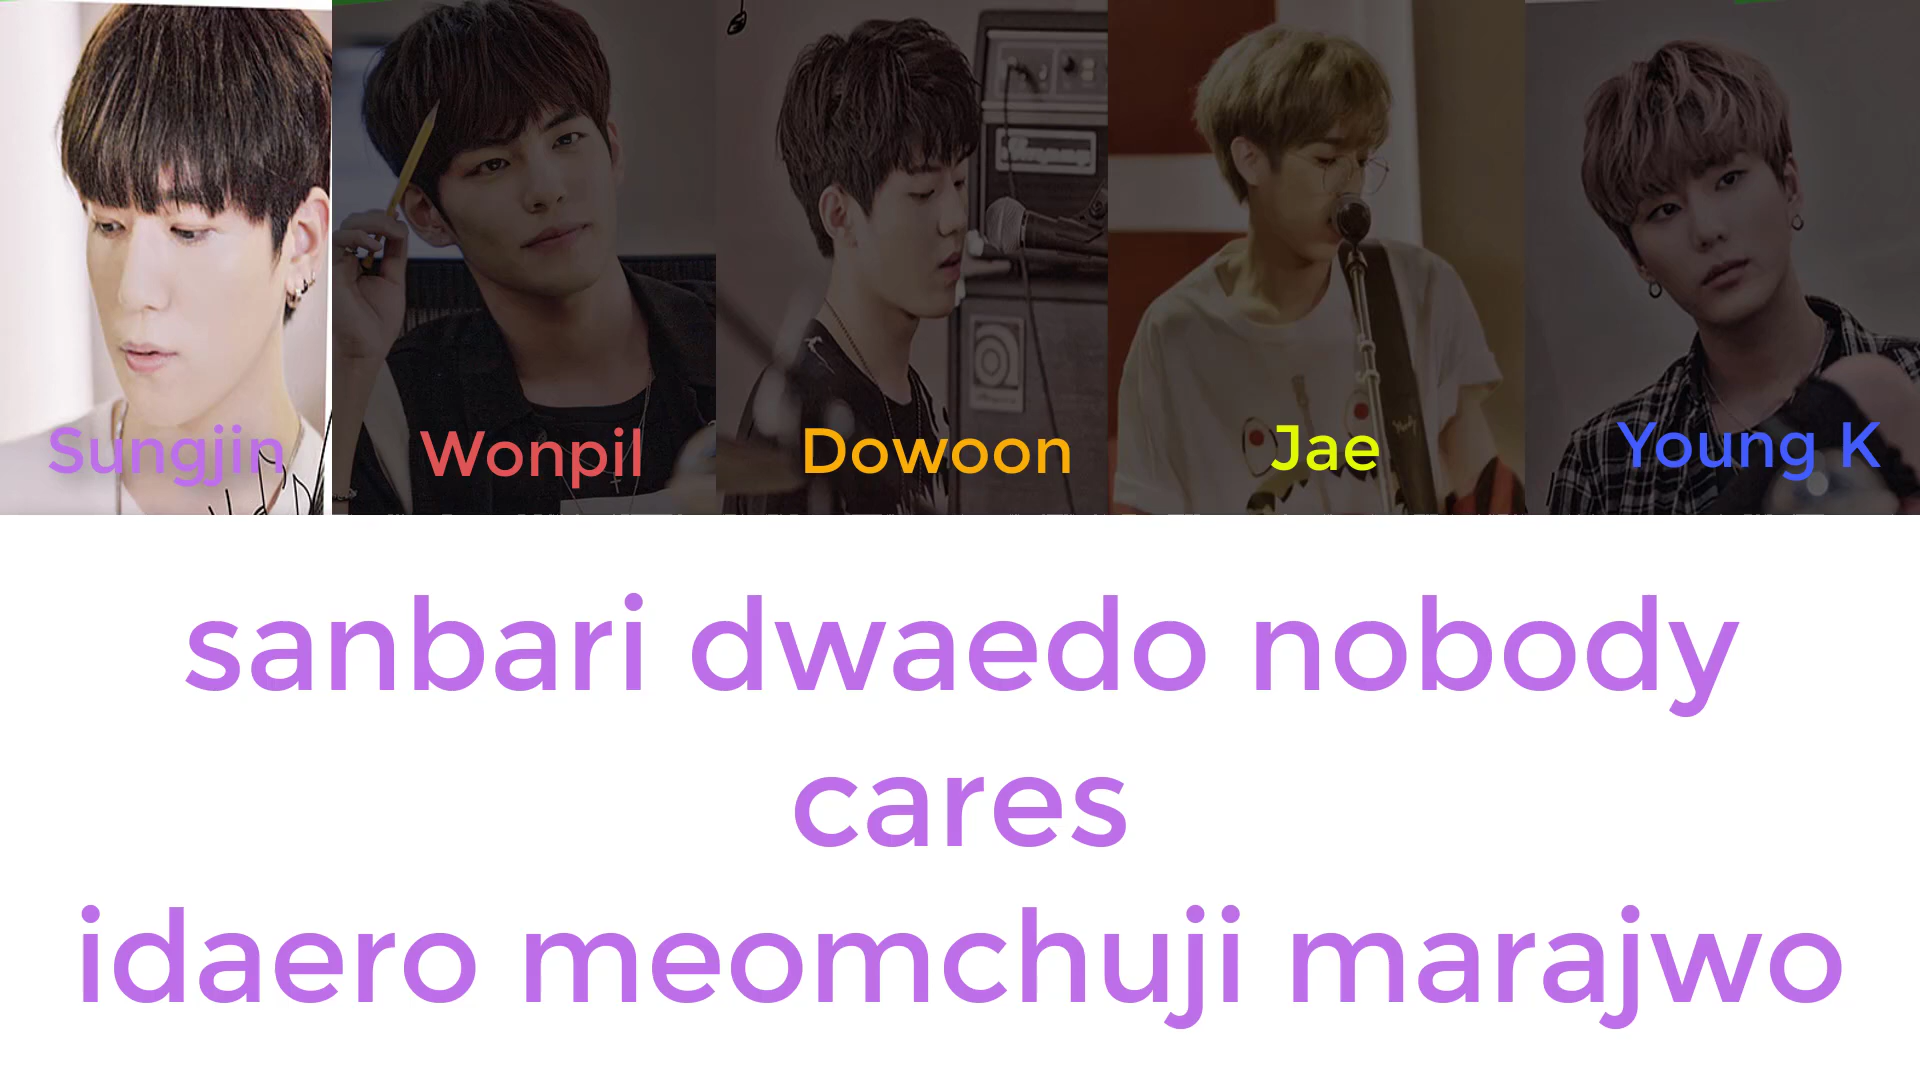 Sungjin
Wonpil
Dowoon
Jae
Young K
sanbari dwaedo nobody
cares
idaero meomchuji marajwo